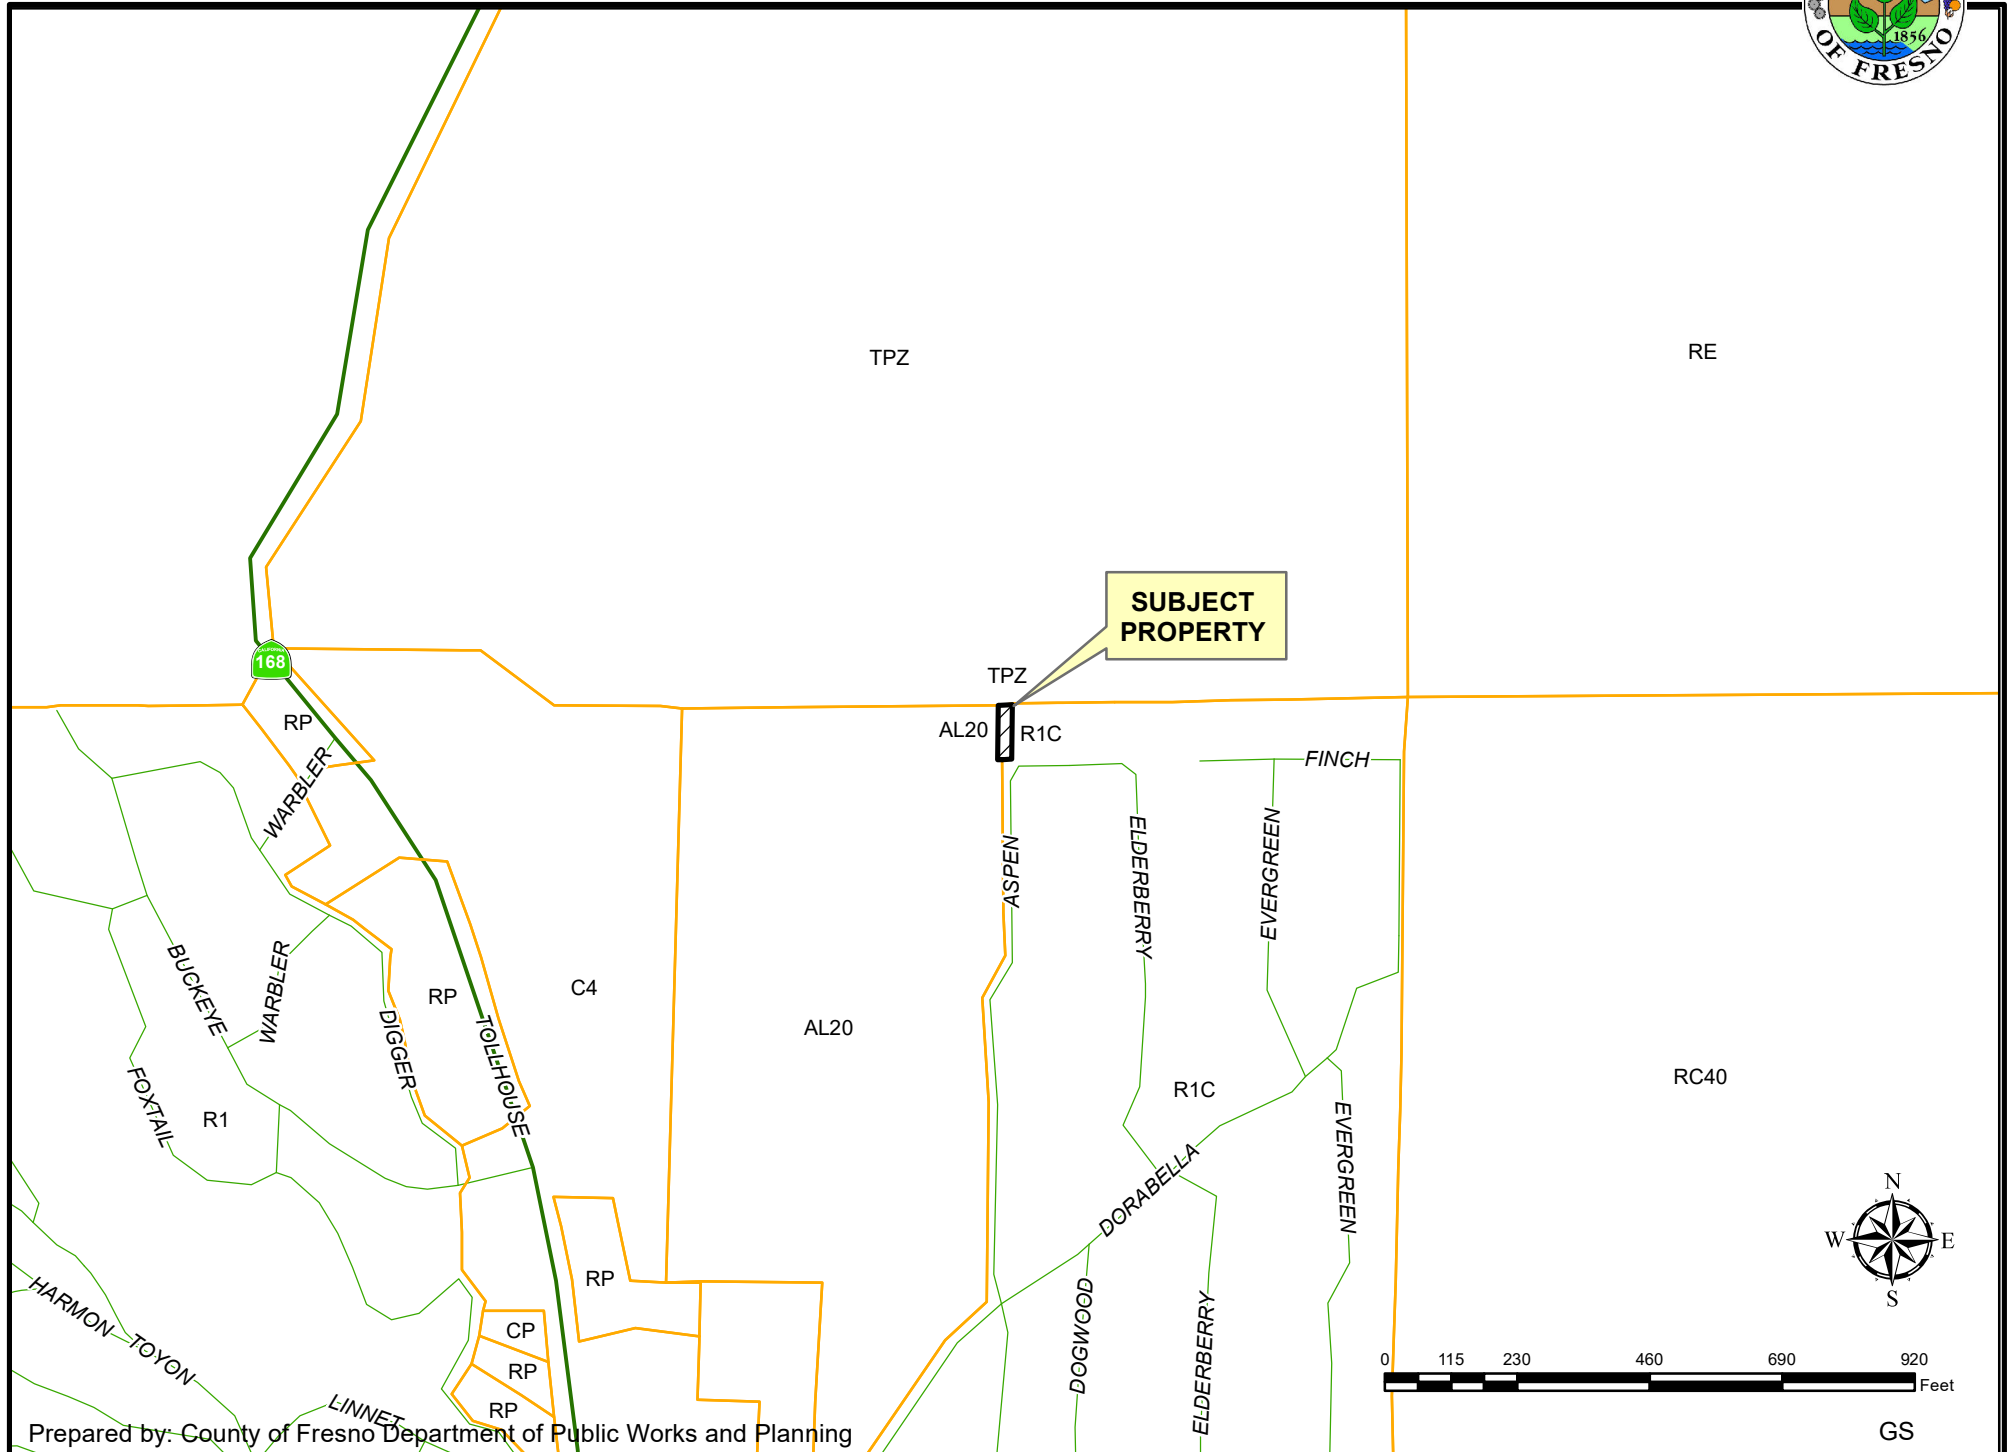 1856
OF FRESNO
TPZ
RE
SUBJECT
PROPERTY
CALIFORNIA
168
TPZ
RP
AL20
R1C
WARBLER
FINCH
ASPEN
ELDERBERRY
EVERGREEN
BUCKEYE
WARBLER
RP
C4
DIGGER
TOLLHOUSE
AL20
FOXTAIL
R1
R1C
RC40
EVERGREEN
DORABELLA
N
W
E
S
RP
HARMON
TOYON
CP
RP
RP
LINNET
DOGWOOD
ELDERBERRY
0 115 230 460 690 920
Feet
Prepared by: County of Fresno Department of Public Works and Planning
GS